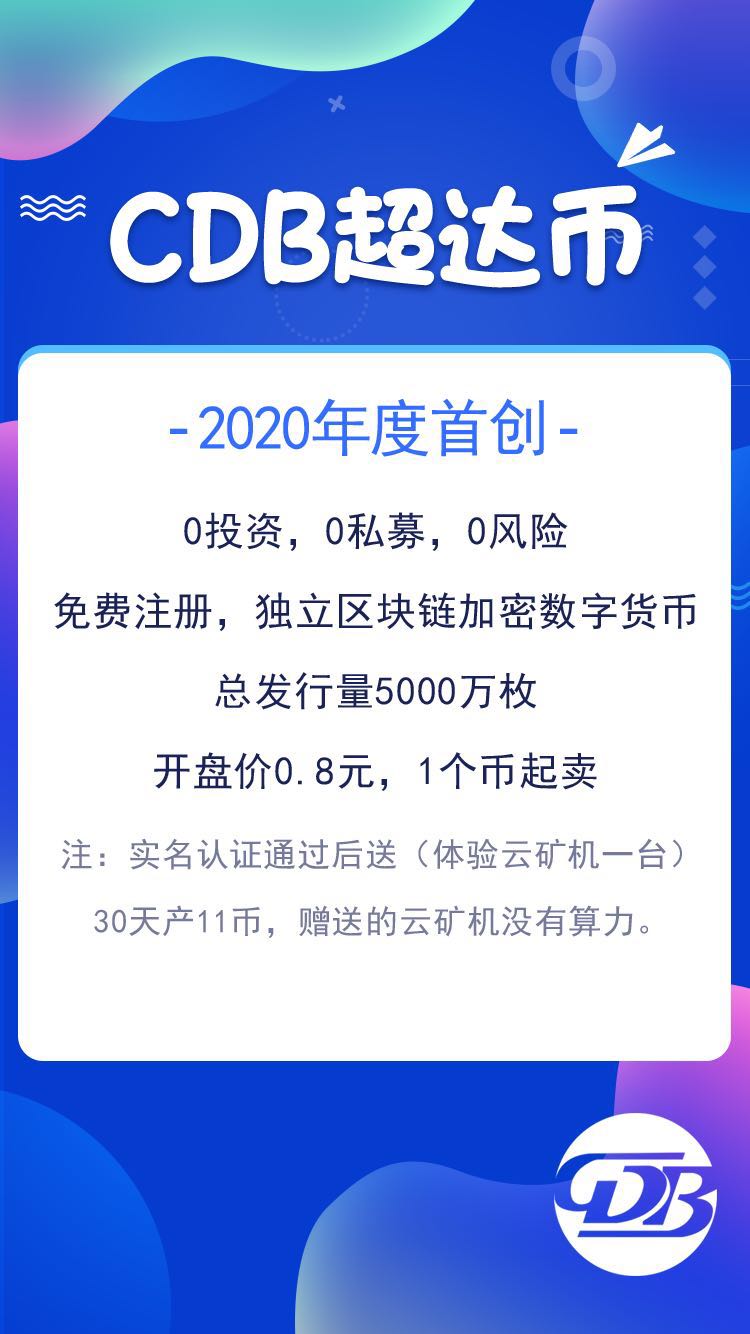 CDB超达币
-2020年度首创-
0投资，0私募，0风险
免费注册，独立区块链加密数字货币
总发行量5000万枚
开盘价0.8元，1个币起卖
注：实名认证通过后送（体验云矿机一台）
30天产11币，赠送的云矿机没有算力。
CDB